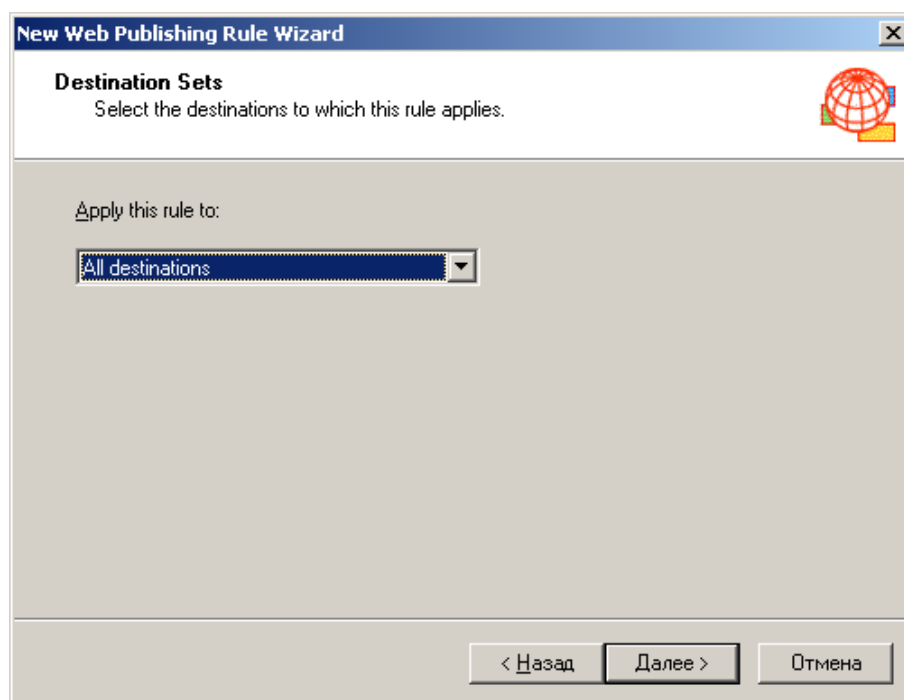 New Web Publishing Rule Wizard
Destination Sets
Select the destinations to which this rule applies.
Apply this rule to:
All destinations
< Назад Далее > Отмена